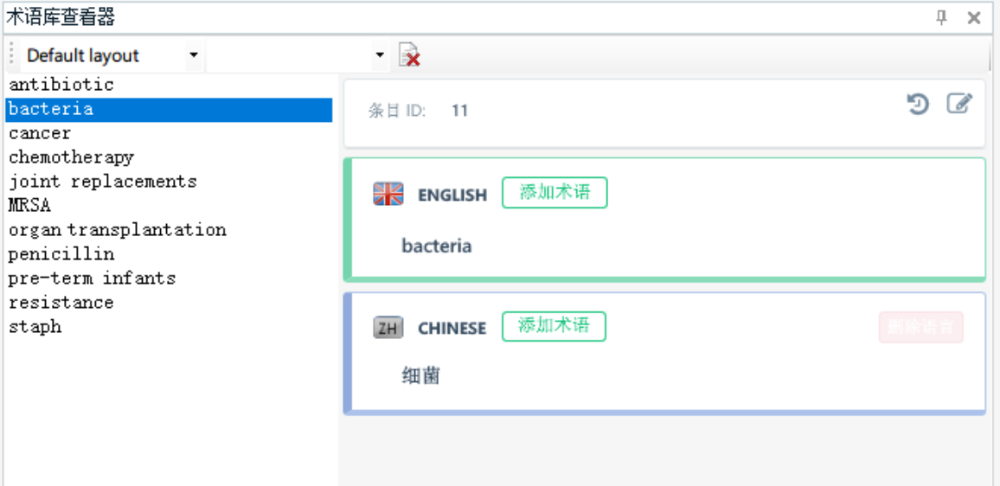 术语库查看器
Default layout
antibiotic
bacteria
cancer
chemotherapy
joint replacements
MRSA
organ transplantation
penicillin
pre-term infants
resistance
staph
条目 ID: 11
ENGLISH 添加术语
bacteria
ZH CHINESE 添加术语 删除语言
细菌